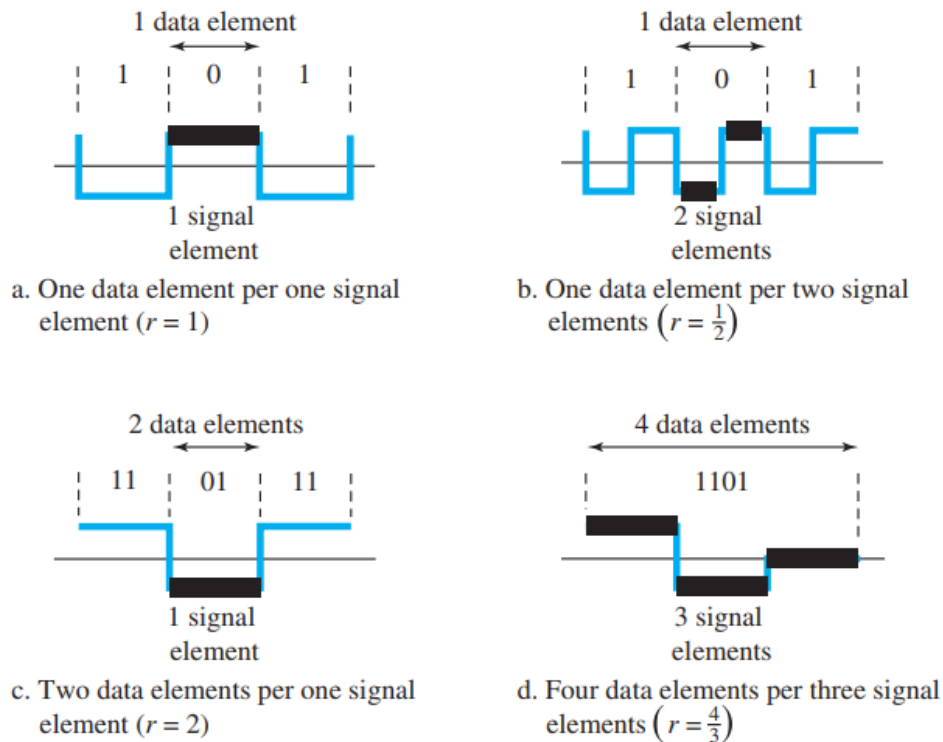 1 data element
1 0 1
1 signal
element
a. One data element per one signal
element (r = 1)
1 data element
1 0 1
2 signal
elements
b. One data element per two signal
elements (r = 1/2)
2 data elements
11 01 11
1 signal
element
c. Two data elements per one signal
element (r = 2)
4 data elements
1101
3 signal
elements
d. Four data elements per three signal
elements (r = 4/3)